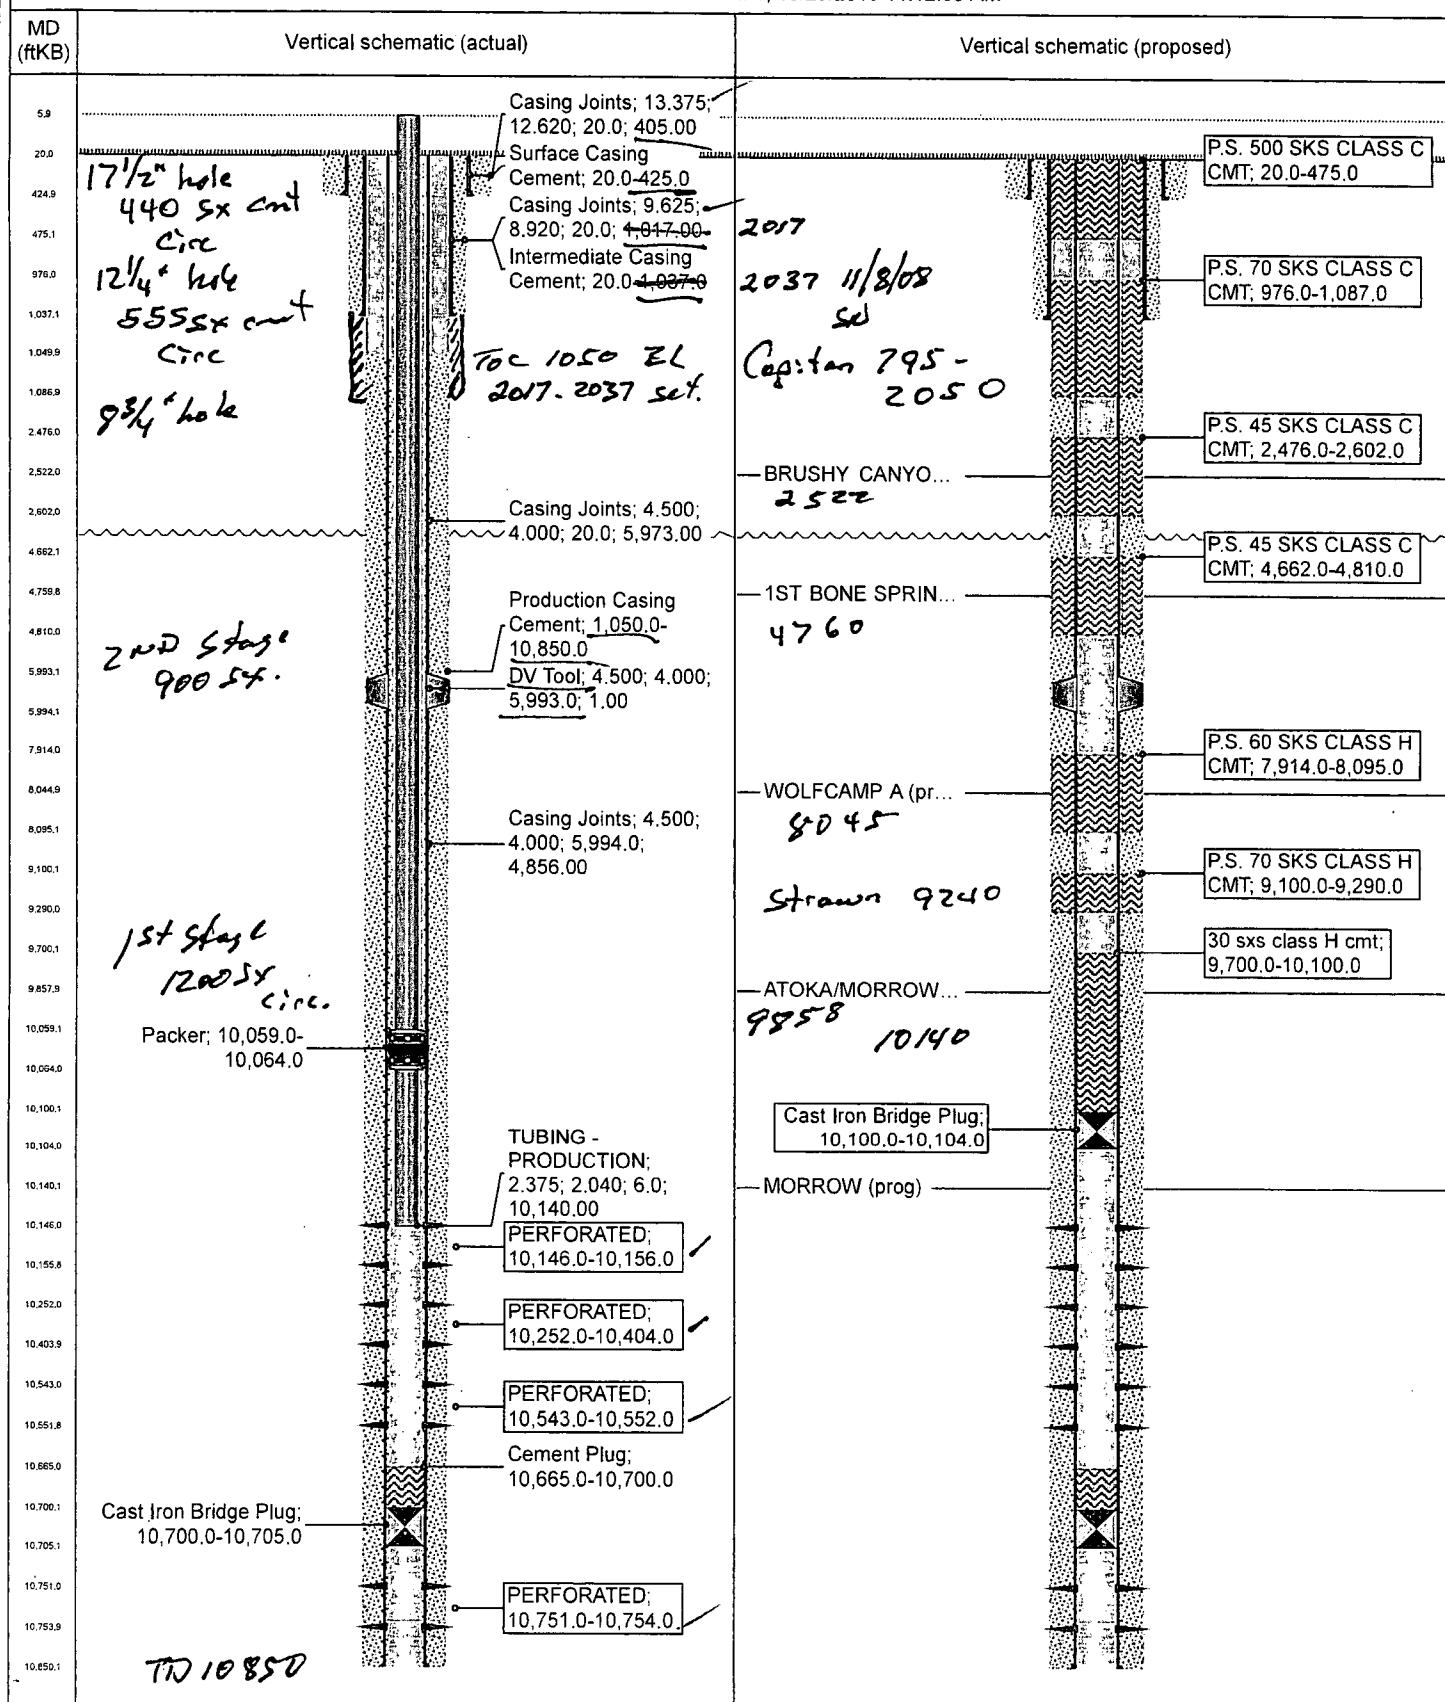 MD
(ftKB)
Vertical schematic (actual)
Vertical schematic (proposed)
5.9
20.0
424.9
475.1
976.0
1,037.1
1,049.9
1,086.9
2,476.0
2,522.0
2,602.0
4,662.1
4,759.8
4,810.0
5,993.1
5,994.1
7,914.0
8,044.9
8,095.1
9,100.1
9,290.0
9,700.1
9,857.9
10,059.1
10,064.0
10,100.1
10,104.0
10,140.1
10,146.0
10,155.8
10,252.0
10,403.9
10,543.0
10,551.8
10,665.0
10,700.1
10,705.1
10,751.0
10,753.9
10,850.1
17 1/2" hole
440 sx cmt
circ
12 1/4" hole
555 sx cmt
circ
8 3/4" hole
2ND Stage
900 sx.
1st stage
1200 sx
circ.
Packer; 10,059.0-
10,064.0
Cast Iron Bridge Plug;
10,700.0-10,705.0
TD 10850
Casing Joints; 13.375;
12.620; 20.0; 405.00
Surface Casing
Cement; 20.0-425.0
Casing Joints; 9.625;
8.920; 20.0; 1,017.00
Intermediate Casing
Cement; 20.0-1,037.0
TOC 1050 EL
2017-2037 set.
Casing Joints; 4.500;
4.000; 20.0; 5,973.00
Production Casing
Cement; 1,050.0-
10,850.0
DV Tool; 4.500; 4.000;
5,993.0; 1.00
Casing Joints; 4.500;
4.000; 5,994.0;
4,856.00
TUBING -
PRODUCTION;
2.375; 2.040; 6.0;
10,140.00
PERFORATED;
10,146.0-10,156.0
PERFORATED;
10,252.0-10,404.0
PERFORATED;
10,543.0-10,552.0
Cement Plug;
10,665.0-10,700.0
PERFORATED;
10,751.0-10,754.0
2017
2037 11/8/08
Capitan 795-
2050
BRUSHY CANYO...
2522
1ST BONE SPRIN...
4760
WOLFCAMP A (pr...
8045
Strawn 9240
ATOKA/MORROW...
9858
10140
Cast Iron Bridge Plug;
10,100.0-10,104.0
MORROW (prog)
P.S. 500 SKS CLASS C
CMT; 20.0-475.0
P.S. 70 SKS CLASS C
CMT; 976.0-1,087.0
P.S. 45 SKS CLASS C
CMT; 2,476.0-2,602.0
P.S. 45 SKS CLASS C
CMT; 4,662.0-4,810.0
P.S. 60 SKS CLASS H
CMT; 7,914.0-8,095.0
P.S. 70 SKS CLASS H
CMT; 9,100.0-9,290.0
30 sxs class H cmt;
9,700.0-10,100.0